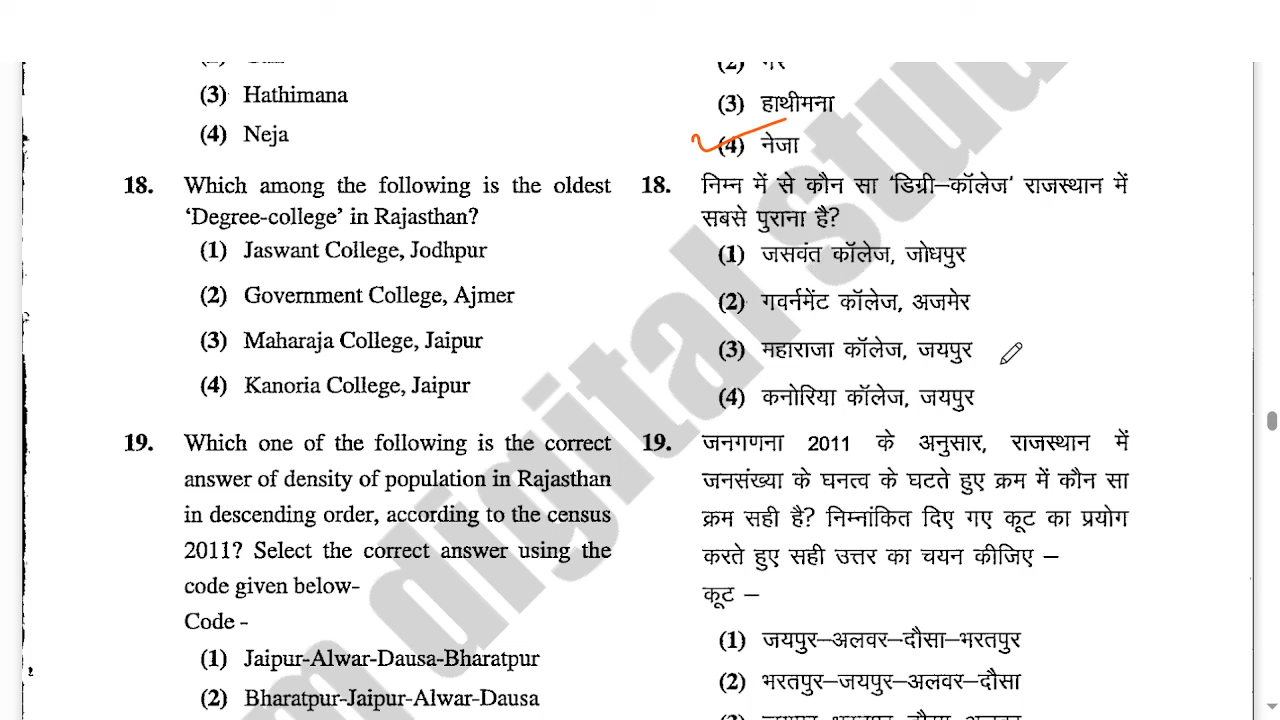 (3) Hathimana
(4) Neja
18. Which among the following is the oldest
'Degree-college' in Rajasthan?
(1) Jaswant College, Jodhpur
(2) Government College, Ajmer
(3) Maharaja College, Jaipur
(4) Kanoria College, Jaipur
19. Which one of the following is the correct
answer of density of population in Rajasthan
in descending order, according to the census
2011? Select the correct answer using the
code given below-
Code -
(1) Jaipur-Alwar-Dausa-Bharatpur
(2) Bharatpur-Jaipur-Alwar-Dausa
(2) गैर
(3) हाथीमना
(4) नेजा
18. निम्न में से कौन सा 'डिग्री–कॉलेज' राजस्थान में
सबसे पुराना है?
(1) जसवंत कॉलेज, जोधपुर
(2) गवर्नमेंट कॉलेज, अजमेर
(3) महाराजा कॉलेज, जयपुर
(4) कनोरिया कॉलेज, जयपुर
19. जनगणना 2011 के अनुसार, राजस्थान में
जनसंख्या के घनत्व के घटते हुए क्रम में कौन सा
क्रम सही है? निम्नांकित दिए गए कूट का प्रयोग
करते हुए सही उत्तर का चयन कीजिए –
कूट –
(1) जयपुर–अलवर–दौसा–भरतपुर
(2) भरतपुर–जयपुर–अलवर–दौसा
digital